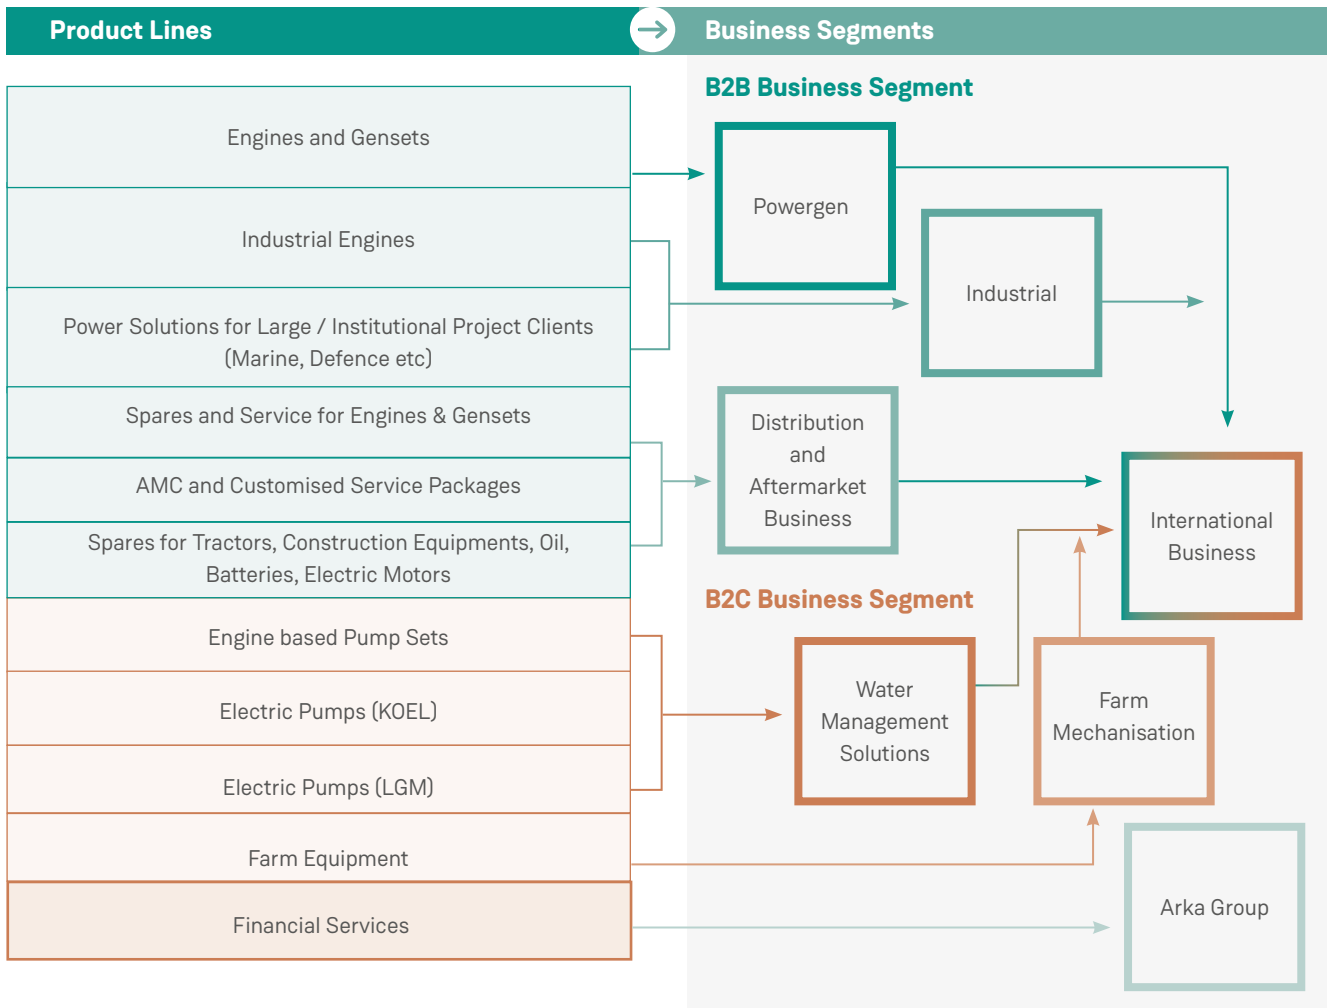 Product Lines
Business Segments
Engines and Gensets
Industrial Engines
Power Solutions for Large / Institutional Project Clients
(Marine, Defence etc)
Spares and Service for Engines & Gensets
AMC and Customised Service Packages
Spares for Tractors, Construction Equipments, Oil,
Batteries, Electric Motors
Engine based Pump Sets
Electric Pumps (KOEL)
Electric Pumps (LGM)
Farm Equipment
Financial Services
B2B Business Segment
Powergen
Industrial
Distribution
and
Aftermarket
Business
International
Business
B2C Business Segment
Water
Management
Solutions
Farm
Mechanisation
Arka Group